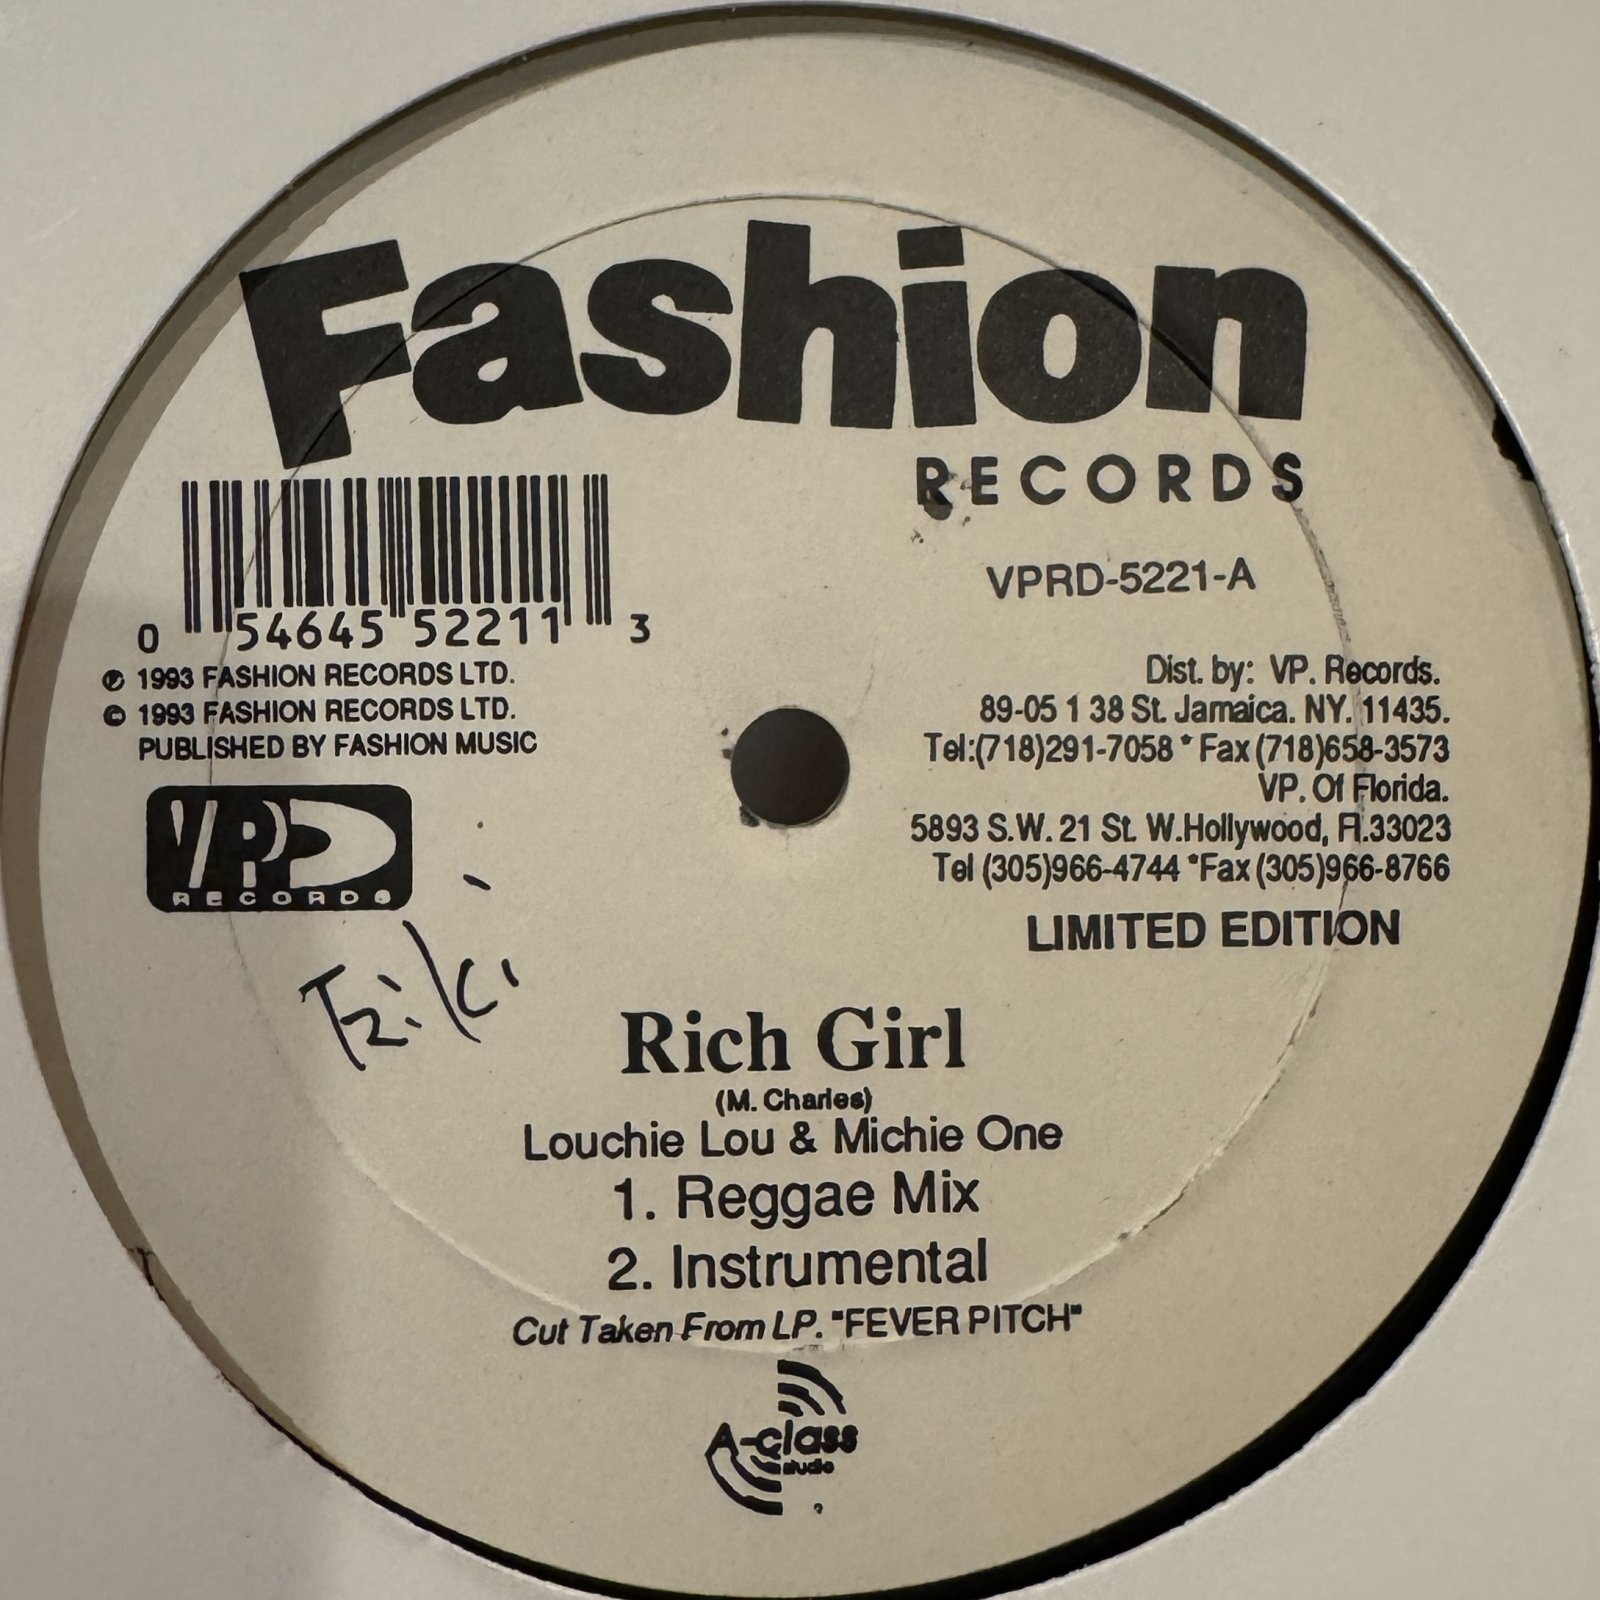 Fashion
RECORDS
VPRD-5221-A
0 54645 52211 3
℗ 1993 FASHION RECORDS LTD.
© 1993 FASHION RECORDS LTD.
PUBLISHED BY FASHION MUSIC
VP
RECORDS
Dist. by: VP. Records.
89-05 1 38 St. Jamaica. NY. 11435.
Tel:(718)291-7058 * Fax (718)658-3573
VP. Of Florida.
5893 S.W. 21 St. W.Hollywood, Fl.33023
Tel (305)966-4744 *Fax (305)966-8766
LIMITED EDITION
Rich Girl
(M. Charles)
Louchie Lou & Michie One
1. Reggae Mix
2. Instrumental
Cut Taken From LP. "FEVER PITCH"
A-class
studio